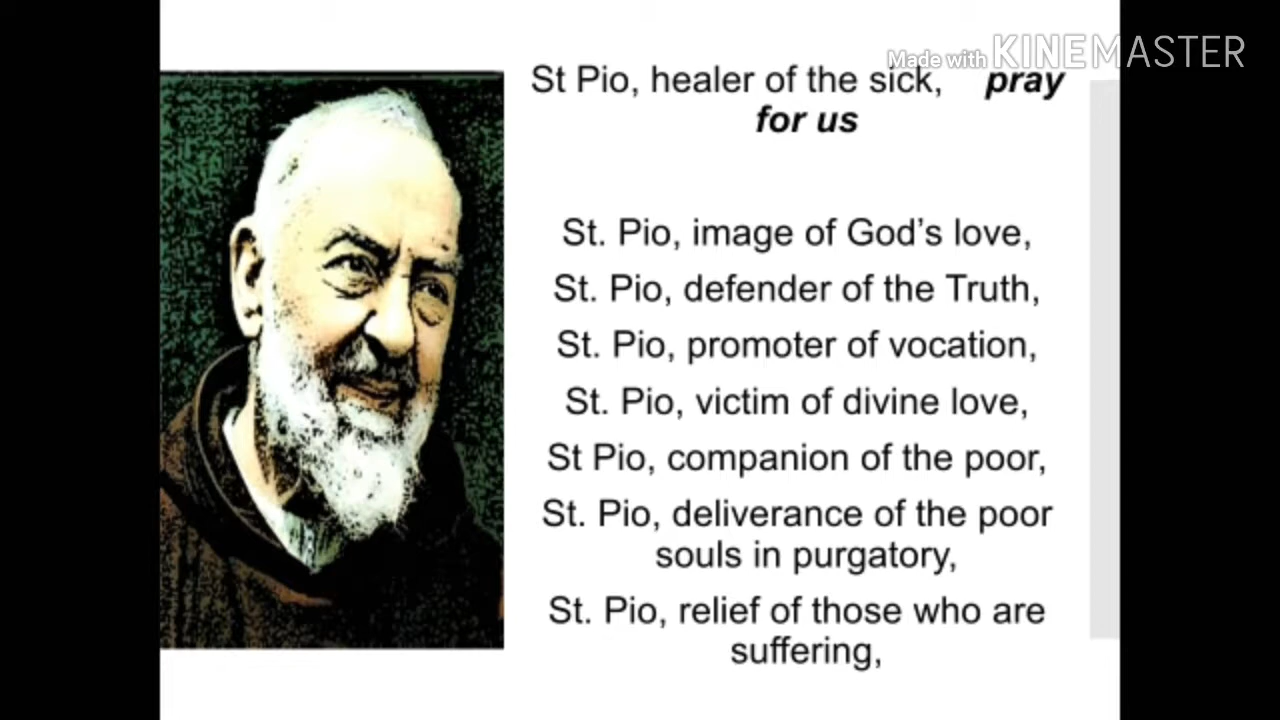 Made with KINEMASTER
St Pio, healer of the sick, pray
for us
St. Pio, image of God’s love,
St. Pio, defender of the Truth,
St. Pio, promoter of vocation,
St. Pio, victim of divine love,
St Pio, companion of the poor,
St. Pio, deliverance of the poor
souls in purgatory,
St. Pio, relief of those who are
suffering,